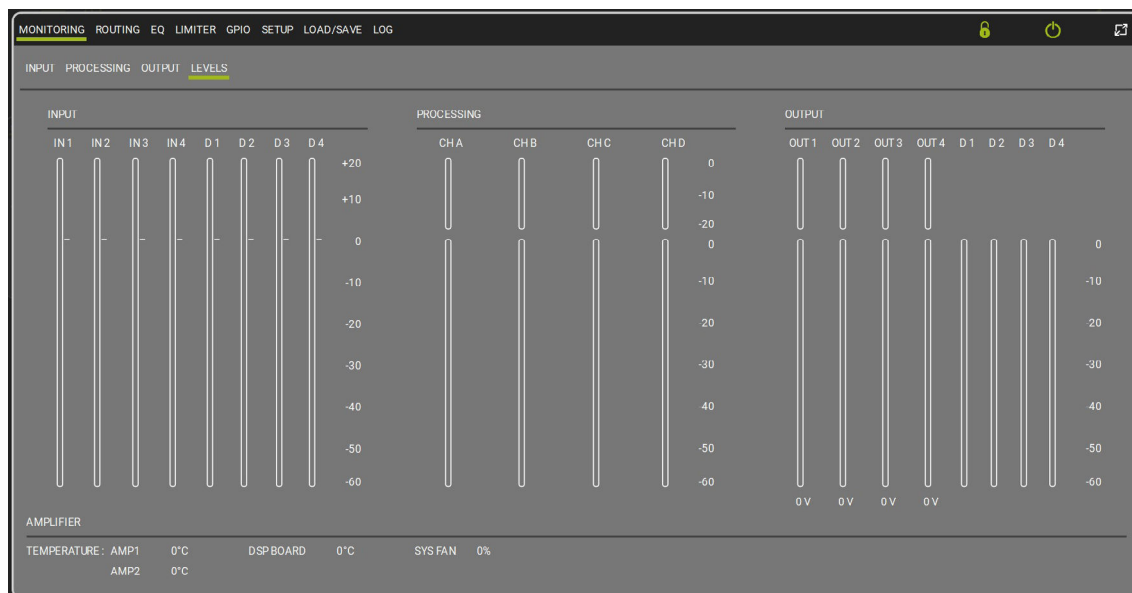 MONITORING ROUTING EQ LIMITER GPIO SETUP LOAD/SAVE LOG
INPUT PROCESSING OUTPUT LEVELS
INPUT
IN 1 IN 2 IN 3 IN 4 D 1 D 2 D 3 D 4
+20
+10
0
-10
-20
-30
-40
-50
-60
PROCESSING
CH A CH B CH C CH D
0
-10
-20
0
-10
-20
-30
-40
-50
-60
OUTPUT
OUT 1 OUT 2 OUT 3 OUT 4 D 1 D 2 D 3 D 4
0
-10
-20
-30
-40
-50
-60
0 V 0 V 0 V 0 V
AMPLIFIER
TEMPERATURE : AMP1 0°C DSP BOARD 0°C SYS FAN 0%
AMP2 0°C